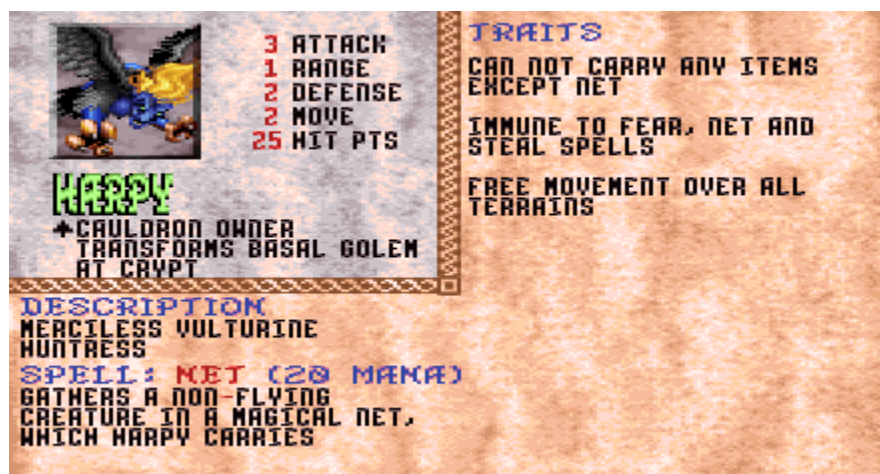 3 ATTACK
1 RANGE
2 DEFENSE
2 MOVE
25 HIT PTS
HARPY
CAULDRON OWNER
TRANSFORMS BASAL GOLEM
AT CRYPT
TRAITS
CAN NOT CARRY ANY ITEMS
EXCEPT NET
IMMUNE TO FEAR, NET AND
STEAL SPELLS
FREE MOVEMENT OVER ALL
TERRAINS
DESCRIPTION
MERCILESS VULTURINE
HUNTRESS
SPELL: NET (20 MANA)
GATHERS A NON-FLYING
CREATURE IN A MAGICAL NET,
WHICH HARPY CARRIES